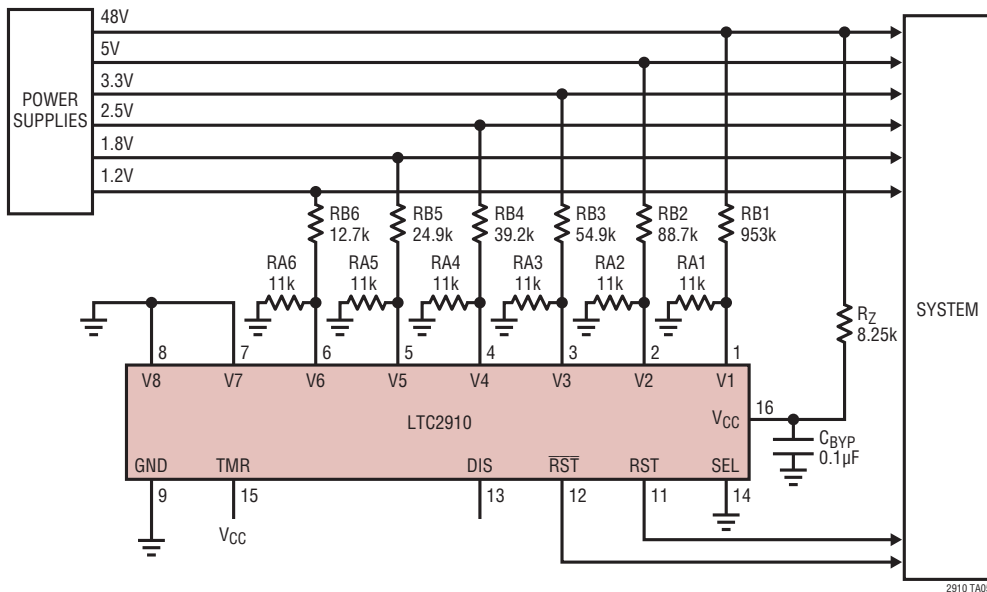 48V
5V
3.3V
2.5V
1.8V
1.2V
POWER
SUPPLIES
SYSTEM
RB6
12.7k
RB5
24.9k
RB4
39.2k
RB3
54.9k
RB2
88.7k
RB1
953k
RA6
11k
RA5
11k
RA4
11k
RA3
11k
RA2
11k
RA1
11k
RZ
8.25k
8 7 6 5 4 3 2 1
V8 V7 V6 V5 V4 V3 V2 V1
LTC2910
VCC 16
CBYP
0.1µF
GND TMR DIS RST RST SEL
9 15 13 12 11 14
VCC